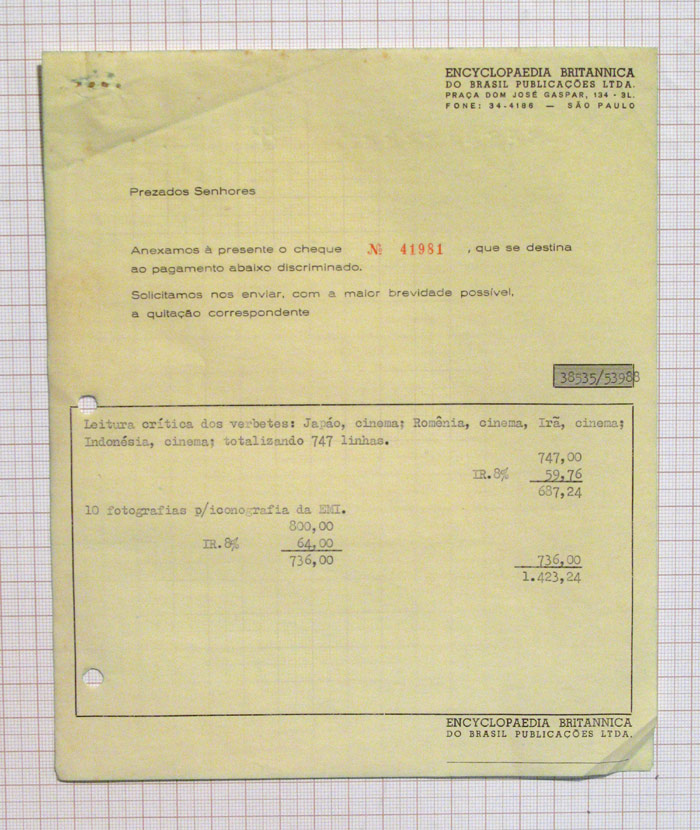 ENCYCLOPAEDIA BRITANNICA
DO BRASIL PUBLICAÇÕES LTDA.
PRAÇA DOM JOSÉ GASPAR, 134 - 3L.
FONE: 34-4186 — SÃO PAULO
Prezados Senhores
Anexamos à presente o cheque № 41981 , que se destina
ao pagamento abaixo discriminado.
Solicitamos nos enviar, com a maior brevidade possível,
a quitação correspondente
38535/53988
Leitura crítica dos verbetes: Japão, cinema; Romênia, cinema, Irã, cinema;
Indonésia, cinema; totalizando 747 linhas.
747,00
IR.8% 59,76
687,24
10 fotografias p/iconografia da EMI.
800,00
IR.8% 64,00
736,00 736,00
1.423,24
ENCYCLOPAEDIA BRITANNICA
DO BRASIL PUBLICAÇÕES LTDA.